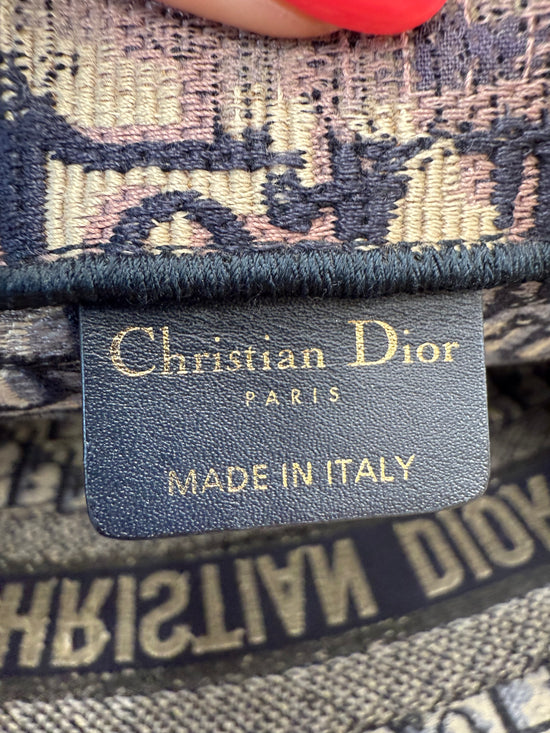 Christian Dior
PARIS
MADE IN ITALY
CHRISTIAN DIOR